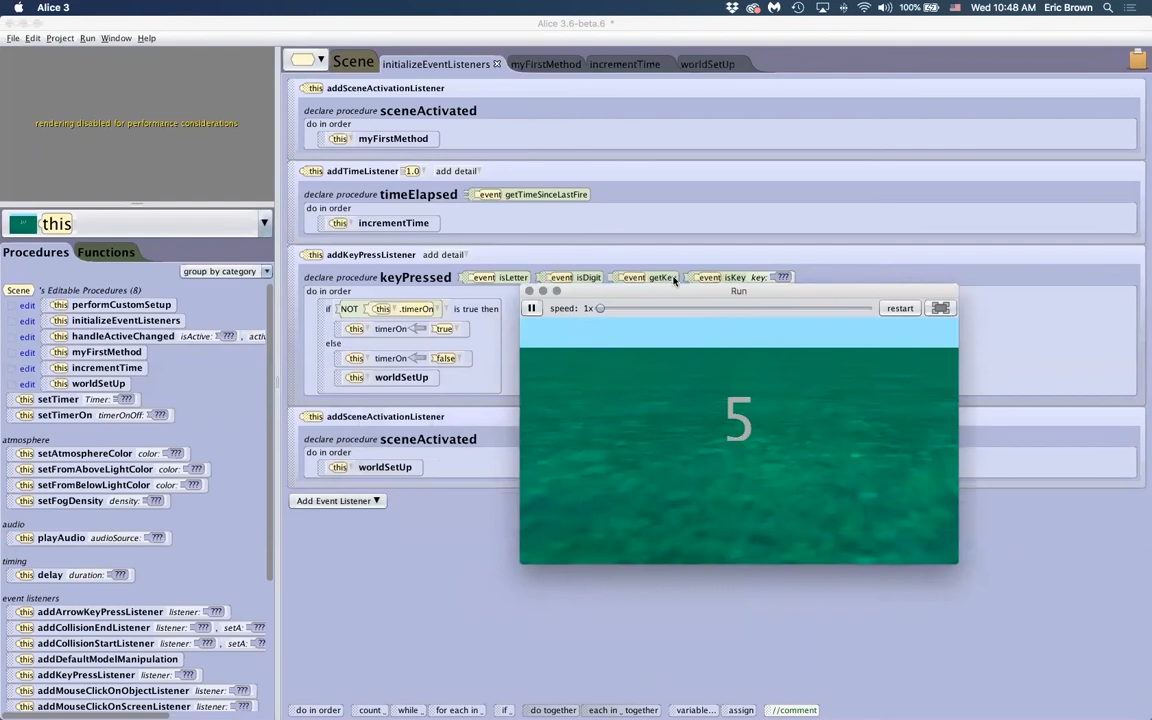 Alice 3 100% Wed 10:48 AM Eric Brown
Alice 3.6-beta.6 *
File Edit Project Run Window Help
Scene initializeEventListeners myFirstMethod incrementTime worldSetUp
rendering disabled for performance considerations
this
Procedures Functions
group by category
Scene 's Editable Procedures (8)
edit this performCustomSetup
edit this initializeEventListeners
edit this handleActiveChanged isActive: ??? , activ
edit this myFirstMethod
edit this incrementTime
edit this worldSetUp
this setTimer Timer: ???
this setTimerOn timerOnOff: ???
atmosphere
this setAtmosphereColor color: ???
this setFromAboveLightColor color: ???
this setFromBelowLightColor color: ???
this setFogDensity density: ???
audio
this playAudio audioSource: ???
timing
this delay duration: ???
event listeners
this addArrowKeyPressListener listener: ???
this addCollisionEndListener listener: ??? , setA: ??
this addCollisionStartListener listener: ??? , setA: ??
this addDefaultModelManipulation
this addKeyPressListener listener: ???
this addMouseClickOnObjectListener listener: ???
this addMouseClickOnScreenListener listener: ???
this addSceneActivationListener
declare procedure sceneActivated
do in order
this myFirstMethod
this addTimeListener 1.0 add detail
declare procedure timeElapsed event getTimeSinceLastFire
do in order
this incrementTime
this addKeyPressListener add detail
declare procedure keyPressed event isLetter event isDigit event getKey event isKey key: ???
do in order
if NOT this .timerOn is true then
this timerOn true
else
this timerOn false
this worldSetUp
this addSceneActivationListener
declare procedure sceneActivated
do in order
this worldSetUp
Add Event Listener
Run
speed: 1x restart
5
do in order count_ while_ for each in_ if_ do together each in_ together variable... assign //comment